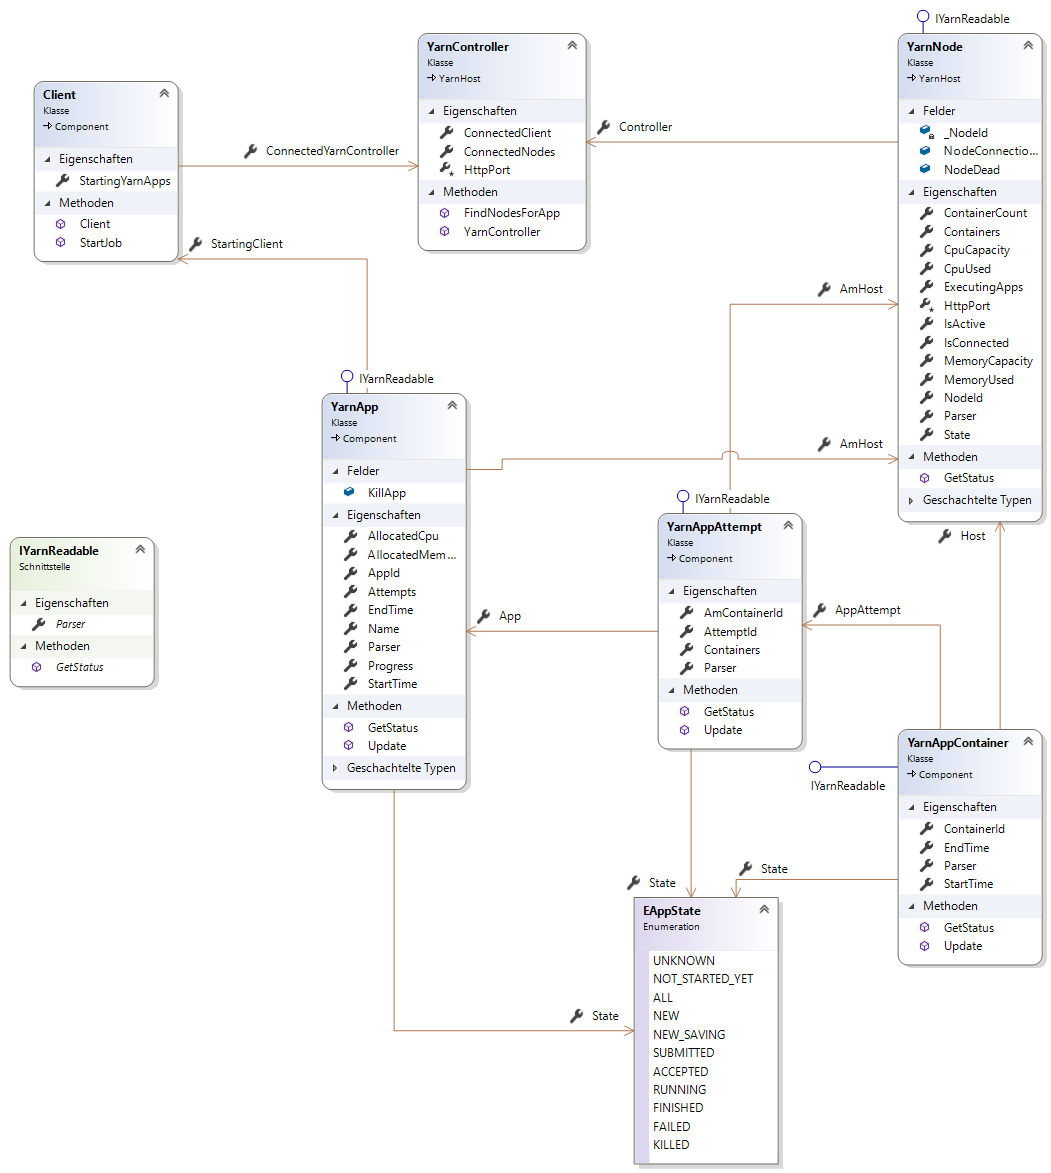 IYarnReadable
YarnController
Klasse
YarnHost
Eigenschaften
ConnectedClient
ConnectedNodes
HttpPort
Methoden
FindNodesForApp
YarnController
YarnNode
Klasse
YarnHost
Felder
_NodeId
NodeConnectio...
NodeDead
Eigenschaften
ContainerCount
Containers
CpuCapacity
CpuUsed
ExecutingApps
HttpPort
IsActive
IsConnected
MemoryCapacity
MemoryUsed
NodeId
Parser
State
Methoden
GetStatus
Geschachtelte Typen
Client
Klasse
Component
Eigenschaften
StartingYarnApps
Methoden
Client
StartJob
Controller
ConnectedYarnController
StartingClient
AmHost
IYarnReadable
YarnApp
Klasse
Component
Felder
KillApp
Eigenschaften
AllocatedCpu
AllocatedMem...
AppId
Attempts
EndTime
Name
Parser
Progress
StartTime
Methoden
GetStatus
Update
Geschachtelte Typen
AmHost
IYarnReadable
YarnAppAttempt
Klasse
Component
Eigenschaften
AmContainerId
AttemptId
Containers
Parser
Methoden
GetStatus
Update
Host
IYarnReadable
Schnittstelle
Eigenschaften
Parser
Methoden
GetStatus
App
AppAttempt
YarnAppContainer
Klasse
Component
Eigenschaften
ContainerId
EndTime
Parser
StartTime
Methoden
GetStatus
Update
IYarnReadable
State
State
EAppState
Enumeration
UNKNOWN
NOT_STARTED_YET
ALL
NEW
NEW_SAVING
SUBMITTED
ACCEPTED
RUNNING
FINISHED
FAILED
KILLED
State